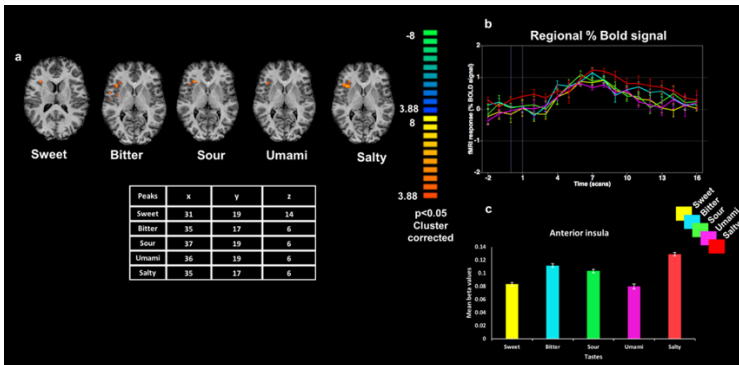 a
Sweet
Bitter
Sour
Umami
Salty
Peaks x y z
Sweet 31 19 14
Bitter 35 17 6
Sour 37 19 6
Umami 36 19 6
Salty 35 17 6
-8
3.88
8
3.88
p<0.05
Cluster
corrected
b
Regional % Bold signal
fMRI response (% BOLD signal)
2
1
0
-1
-2
-2 1 4 7 10 13 16
Time (scans)
c
Sweet
Bitter
Sour
Umami
Salty
Anterior insula
Mean beta values
0.14
0.12
0.1
0.08
0.06
0.04
0.02
0
Sweet Bitter Sour Umami Salty
Tastes